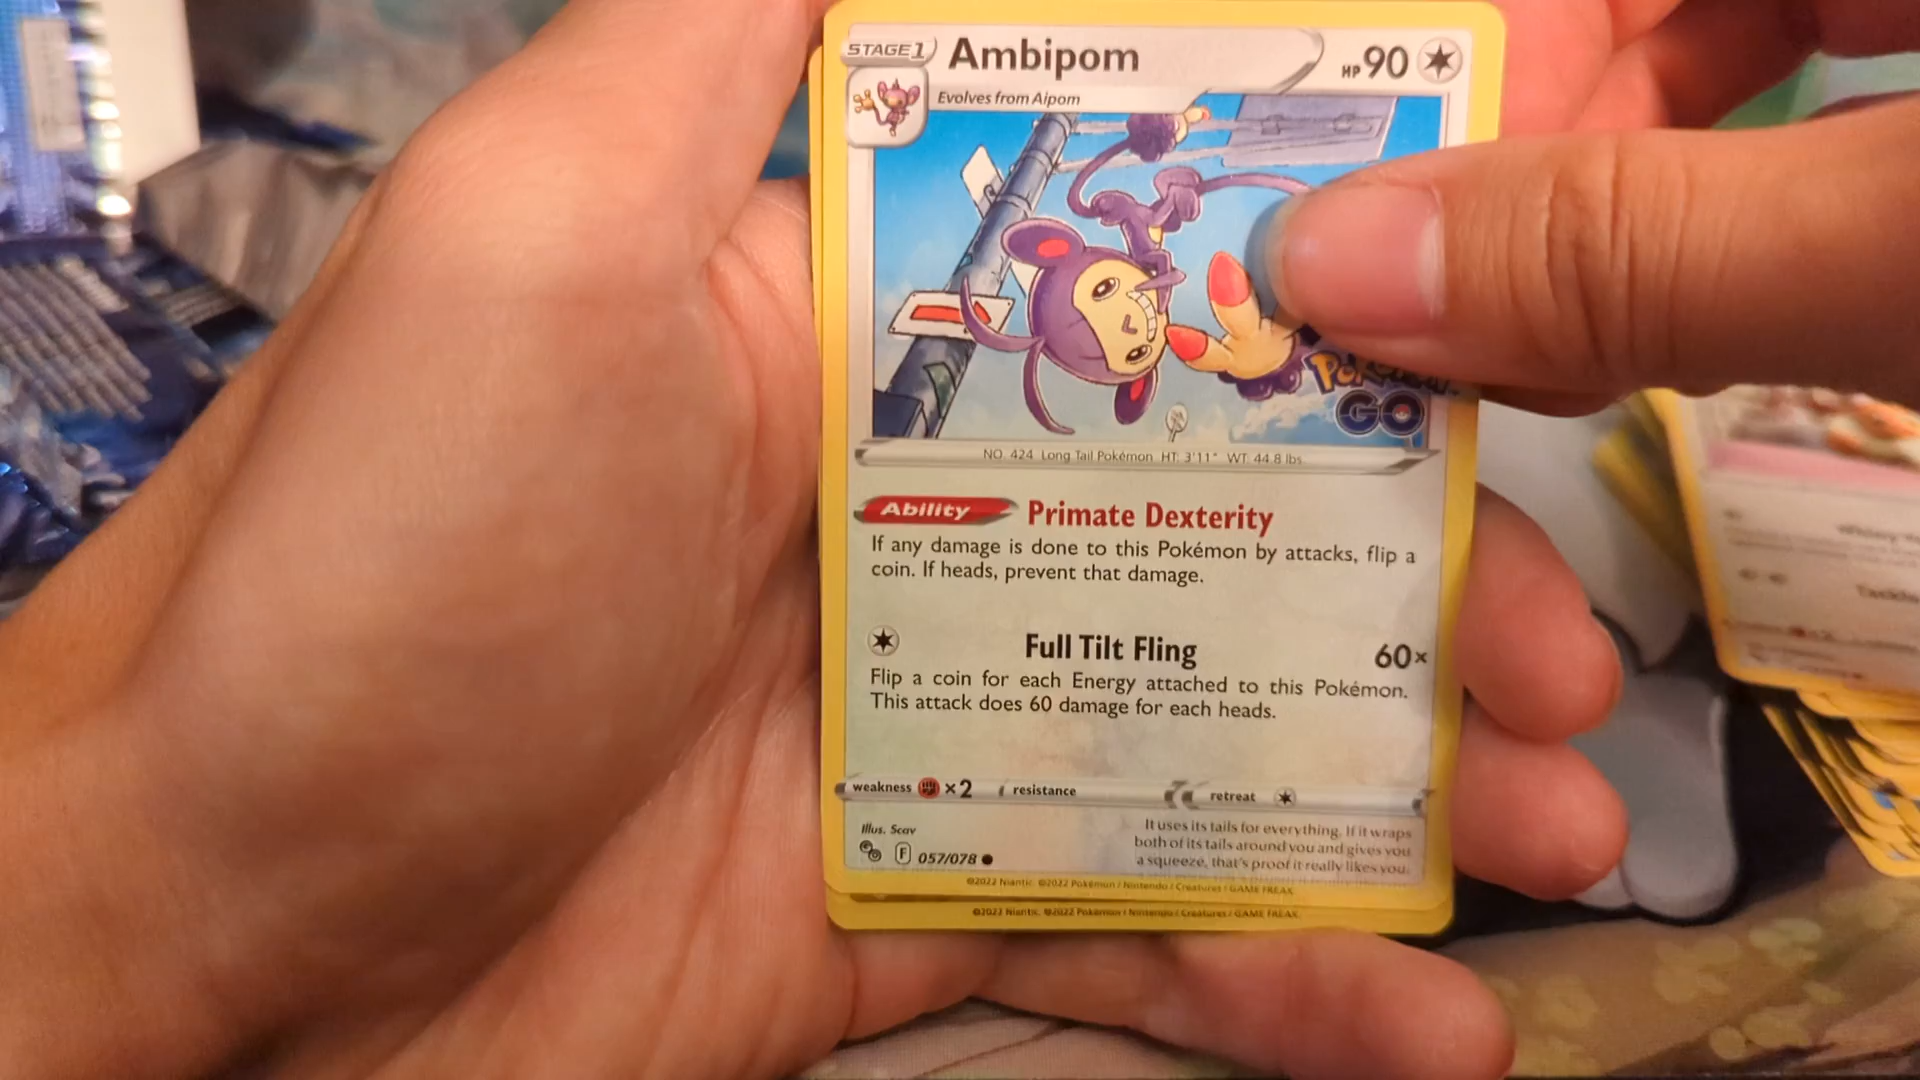 STAGE1
Ambipom
HP 90
Evolves from Aipom
Pokémon
GO
NO. 424 Long Tail Pokémon HT: 3'11" WT: 44.8 lbs
Ability Primate Dexterity
If any damage is done to this Pokémon by attacks, flip a
coin. If heads, prevent that damage.
Full Tilt Fling 60×
Flip a coin for each Energy attached to this Pokémon.
This attack does 60 damage for each heads.
weakness ×2 resistance retreat
Illus. Scav
F 057/078
It uses its tails for everything. If it wraps
both of its tails around you and gives you
a squeeze, that's proof it really likes you.
©2022 Niantic. ©2022 Pokémon / Nintendo / Creatures / GAME FREAK.
©2022 Niantic. ©2022 Pokémon / Nintendo / Creatures / GAME FREAK.
Tackle